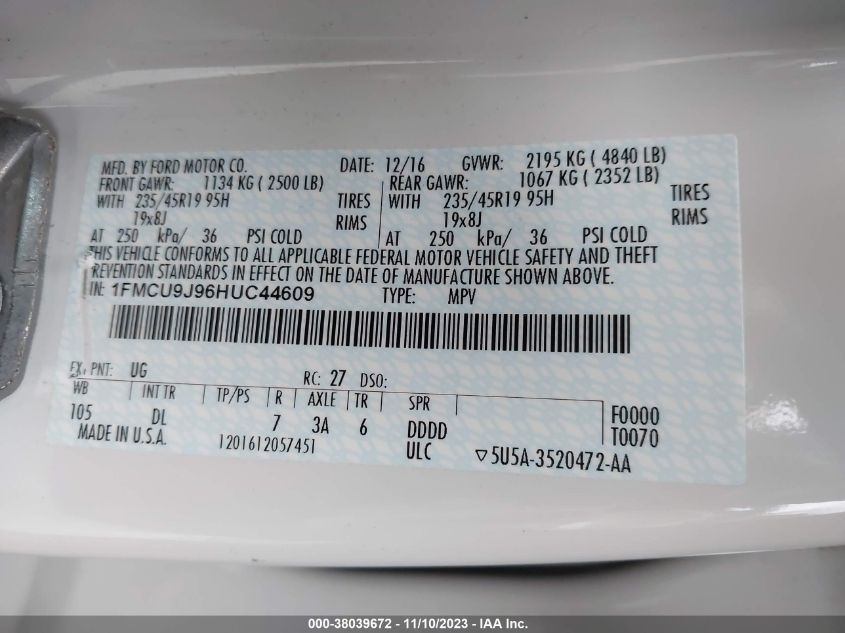 MFD. BY FORD MOTOR CO. DATE: 12/16 GVWR: 2195 KG ( 4840 LB)
FRONT GAWR: 1134 KG ( 2500 LB) REAR GAWR: 1067 KG ( 2352 LB)
WITH 235/45R19 95H TIRES WITH 235/45R19 95H TIRES
19x8J RIMS 19x8J RIMS
AT 250 kPa/ 36 PSI COLD AT 250 kPa/ 36 PSI COLD
THIS VEHICLE CONFORMS TO ALL APPLICABLE FEDERAL MOTOR VEHICLE SAFETY AND THEFT
REVENTION STANDARDS IN EFFECT ON THE DATE OF MANUFACTURE SHOWN ABOVE.
IN: 1FMCU9J96HUC44609 TYPE: MPV
EX. PNT: UG RC: 27 DSO:
WB INT TR TP/PS R AXLE TR SPR
105 DL 7 3A 6 DDDD F0000
MADE IN U.S.A. 1201612057451 ULC T0070
▽5U5A-3520472-AA
000-38039672 - 11/10/2023 - IAA Inc.